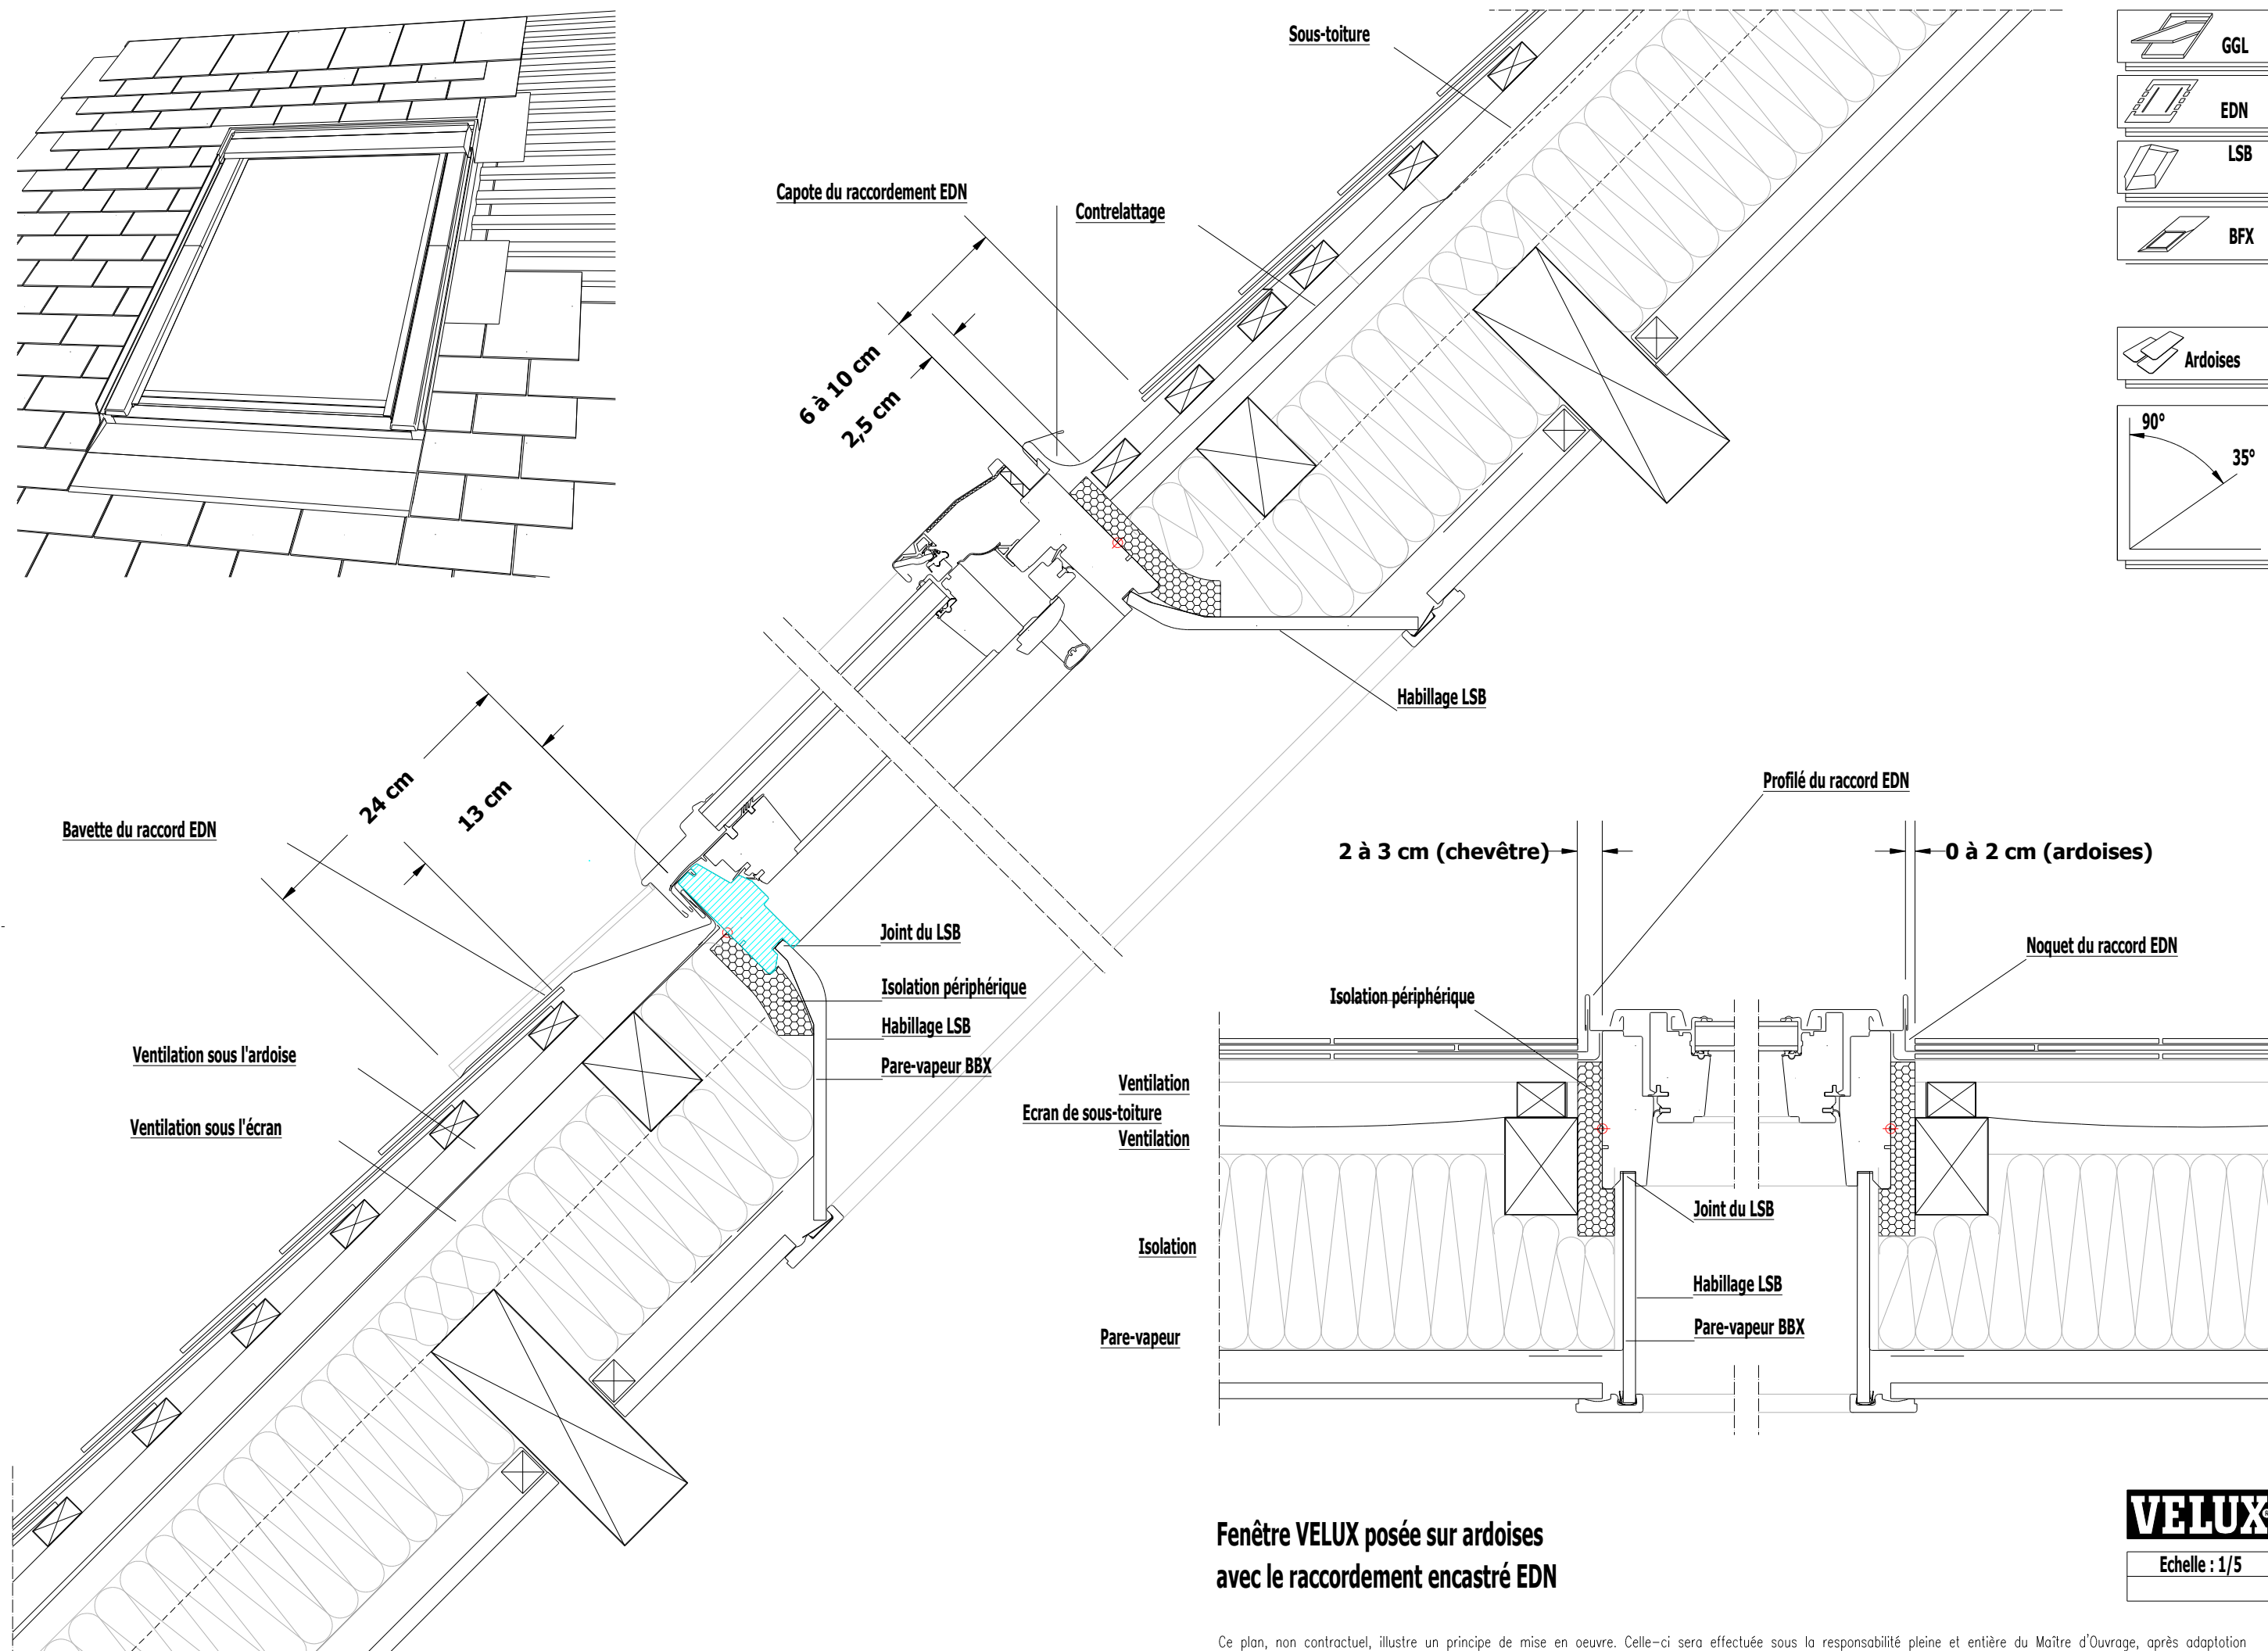 Sous-toiture
GGL
EDN
LSB
BFX
Capote du raccordement EDN
Contrelattage
Ardoises
90°
35°
6 à 10 cm
2,5 cm
Habillage LSB
24 cm
13 cm
Bavette du raccord EDN
Profilé du raccord EDN
2 à 3 cm (chevêtre)
0 à 2 cm (ardoises)
Joint du LSB
Noquet du raccord EDN
Isolation périphérique
Isolation périphérique
Habillage LSB
Ventilation sous l'ardoise
Pare-vapeur BBX
Ventilation
Ecran de sous-toiture
Ventilation sous l'écran
Ventilation
Joint du LSB
Isolation
Habillage LSB
Pare-vapeur BBX
Pare-vapeur
Fenêtre VELUX posée sur ardoises
avec le raccordement encastré EDN
VELUX
Echelle : 1/5
Ce plan, non contractuel, illustre un principe de mise en oeuvre. Celle-ci sera effectuée sous la responsabilité pleine et entière du Maître d'Ouvrage, après adaptotion